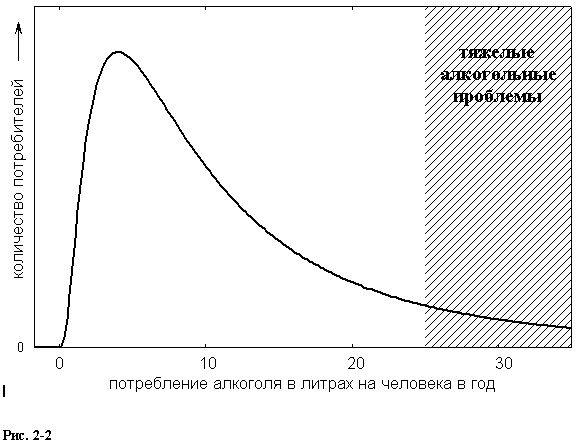 тяжелые
алкогольные
проблемы
количество потребителей
0
0 10 20 30
потребление алкоголя в литрах на человека в год
Рис. 2-2